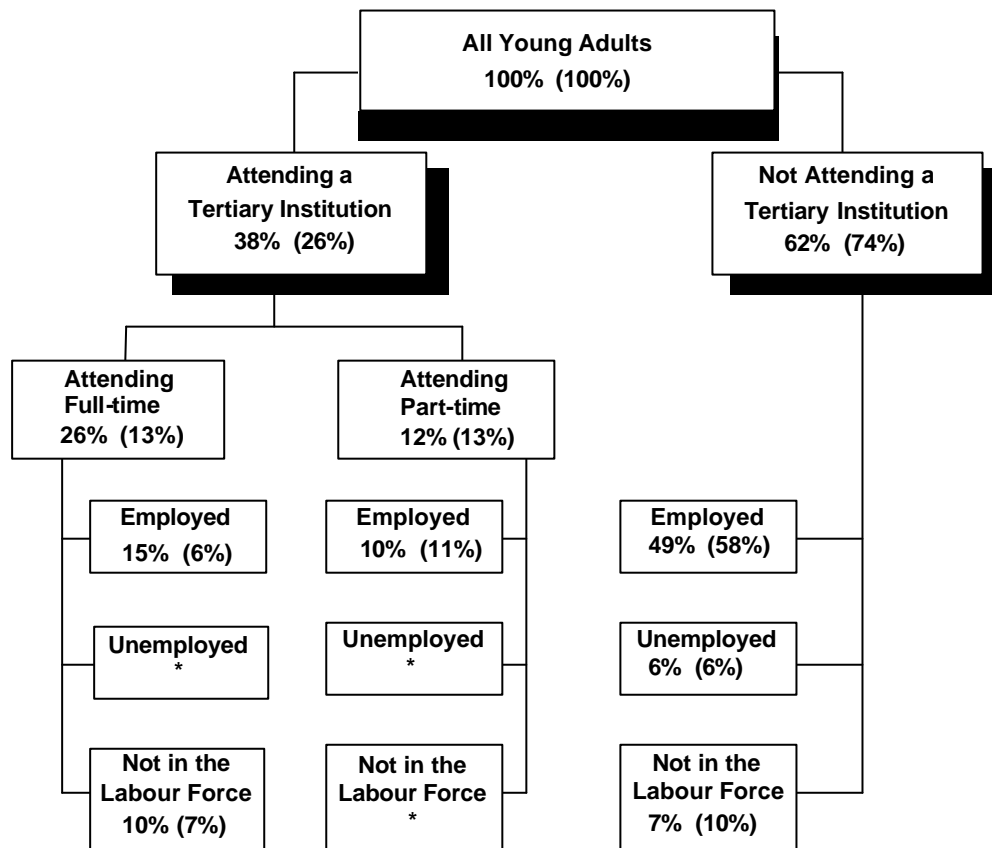 All Young Adults
100% (100%)
Attending a
Tertiary Institution
38% (26%)
Not Attending a
Tertiary Institution
62% (74%)
Attending
Full-time
26% (13%)
Attending
Part-time
12% (13%)
Employed
15% (6%)
Employed
10% (11%)
Employed
49% (58%)
Unemployed
*
Unemployed
*
Unemployed
6% (6%)
Not in the
Labour Force
10% (7%)
Not in the
Labour Force
*
Not in the
Labour Force
7% (10%)